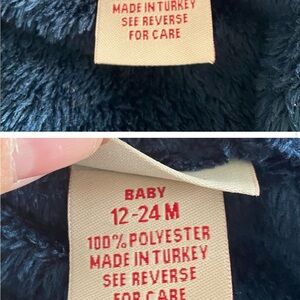 MADE IN TURKEY
SEE REVERSE
FOR CARE
BABY
12-24 M
100% POLYESTER
MADE IN TURKEY
SEE REVERSE
FOR CARE